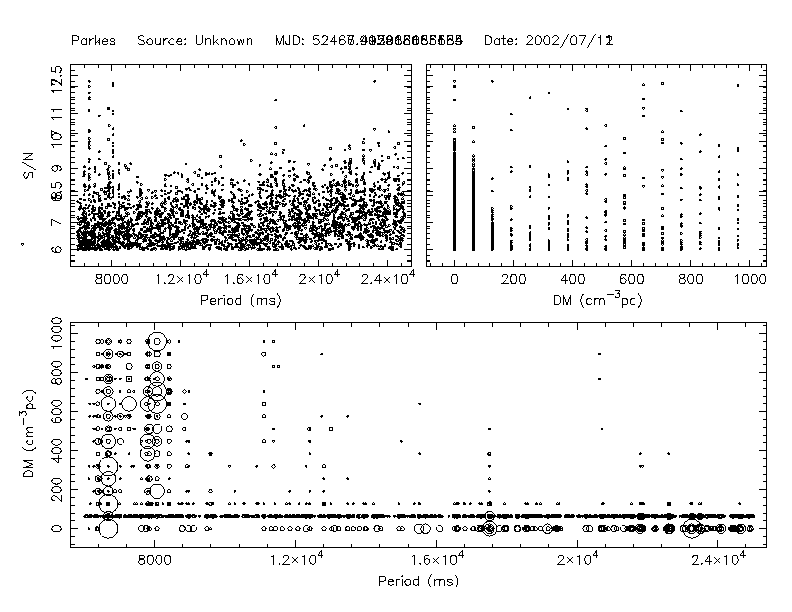 Parkes Source: Unknown MJD: Date: 2002/07/
S/N
6 7 8 8.5 9 10 11 12.5
8000 1.2×10⁴ 1.6×10⁴ 2×10⁴ 2.4×10⁴
Period (ms)
0 200 400 600 800 1000
DM (cm⁻³pc)
DM (cm⁻³pc)
0 200 400 600 800 1000
8000 1.2×10⁴ 1.6×10⁴ 2×10⁴ 2.4×10⁴
Period (ms)